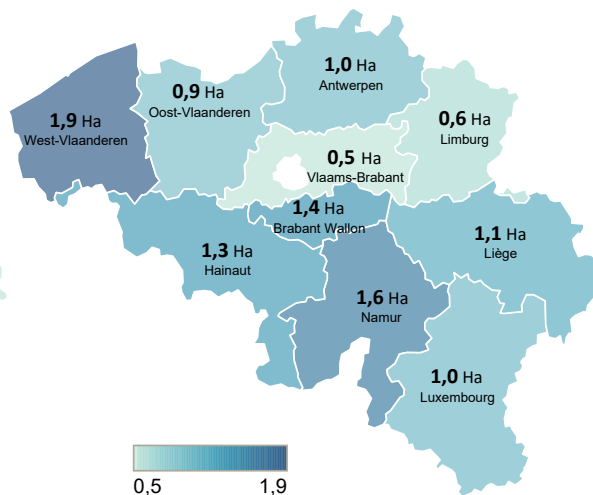 1,0 Ha
Antwerpen
0,9 Ha
Oost-Vlaanderen
1,9 Ha
West-Vlaanderen
0,6 Ha
Limburg
0,5 Ha
Vlaams-Brabant
1,4 Ha
Brabant Wallon
1,3 Ha
Hainaut
1,1 Ha
Liège
1,6 Ha
Namur
1,0 Ha
Luxembourg
0,5 1,9